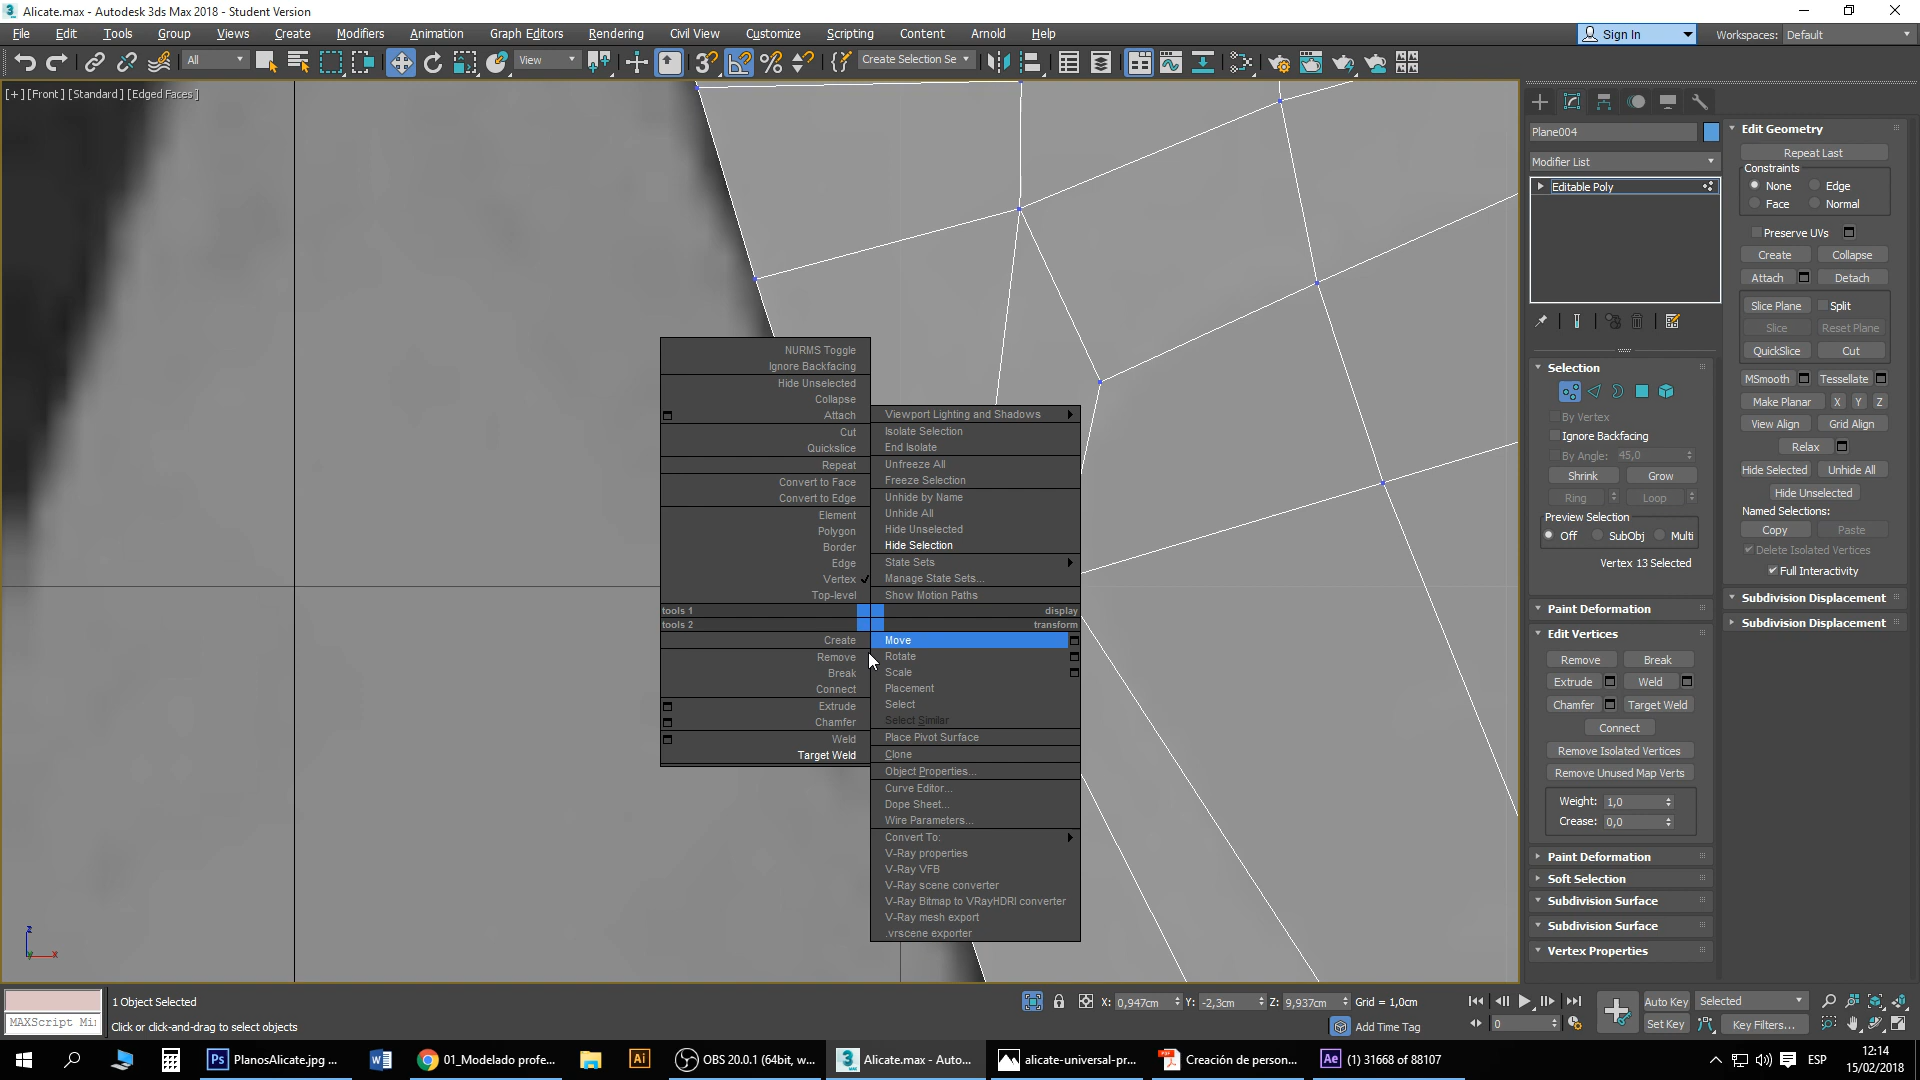 Alicate.max - Autodesk 3ds Max 2018 - Student Version
File Edit Tools Group Views Create Modifiers Animation Graph Editors Rendering Civil View Customize Scripting Content Arnold Help
Sign In
Workspaces: Default
All
View
Create Selection Se
[+] [Front] [Standard] [Edged Faces]
NURMS Toggle
Ignore Backfacing
Hide Unselected
Collapse
Attach
Cut
Quickslice
Repeat
Convert to Face
Convert to Edge
Element
Polygon
Border
Edge
Vertex
Top-level
tools 1
tools 2
Create
Remove
Break
Connect
Extrude
Chamfer
Weld
Target Weld
Viewport Lighting and Shadows
Isolate Selection
End Isolate
Unfreeze All
Freeze Selection
Unhide by Name
Unhide All
Hide Unselected
Hide Selection
State Sets
Manage State Sets...
Show Motion Paths
display
transform
Move
Rotate
Scale
Placement
Select
Select Similar
Place Pivot Surface
Clone
Object Properties...
Curve Editor...
Dope Sheet...
Wire Parameters...
Convert To:
V-Ray properties
V-Ray VFB
V-Ray scene converter
V-Ray Bitmap to VRayHDRI converter
V-Ray mesh export
.vrscene exporter
z
x
y
Plane004
Modifier List
Editable Poly
Selection
By Vertex
Ignore Backfacing
By Angle: 45,0
Shrink Grow
Ring Loop
Preview Selection
Off SubObj Multi
Vertex 13 Selected
Paint Deformation
Edit Vertices
Remove Break
Extrude Weld
Chamfer Target Weld
Connect
Remove Isolated Vertices
Remove Unused Map Verts
Weight: 1,0
Crease: 0,0
Paint Deformation
Soft Selection
Subdivision Surface
Subdivision Surface
Vertex Properties
Edit Geometry
Repeat Last
Constraints
None Edge
Face Normal
Preserve UVs
Create Collapse
Attach Detach
Slice Plane Split
Slice Reset Plane
QuickSlice Cut
MSmooth Tessellate
Make Planar X Y Z
View Align Grid Align
Relax
Hide Selected Unhide All
Hide Unselected
Named Selections:
Copy Paste
Delete Isolated Vertices
Full Interactivity
Subdivision Displacement
Subdivision Displacement
MAXScript Mi
1 Object Selected
Click or click-and-drag to select objects
X: 0,947cm Y: -2,3cm Z: 9,937cm Grid = 1,0cm
Add Time Tag
0
Auto Key Selected
Set Key Key Filters...
PlanosAlicate.jpg ...
01_Modelado profe...
OBS 20.0.1 (64bit, w...
Alicate.max - Auto...
alicate-universal-pr...
Creación de person...
(1) 31668 of 88107
ESP
12:14
15/02/2018